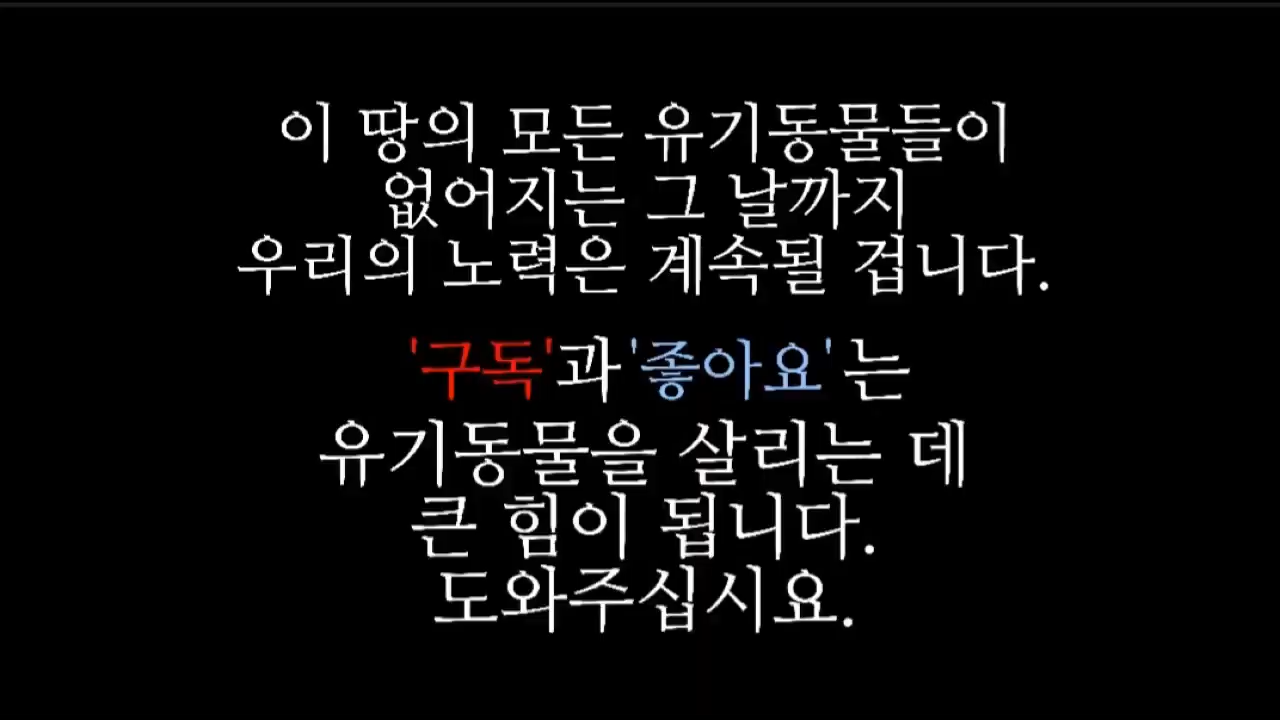 이 땅의 모든 유기동물들이
없어지는 그 날까지
우리의 노력은 계속될 겁니다.
'구독'과 '좋아요'는
유기동물을 살리는 데
큰 힘이 됩니다.
도와주십시요.